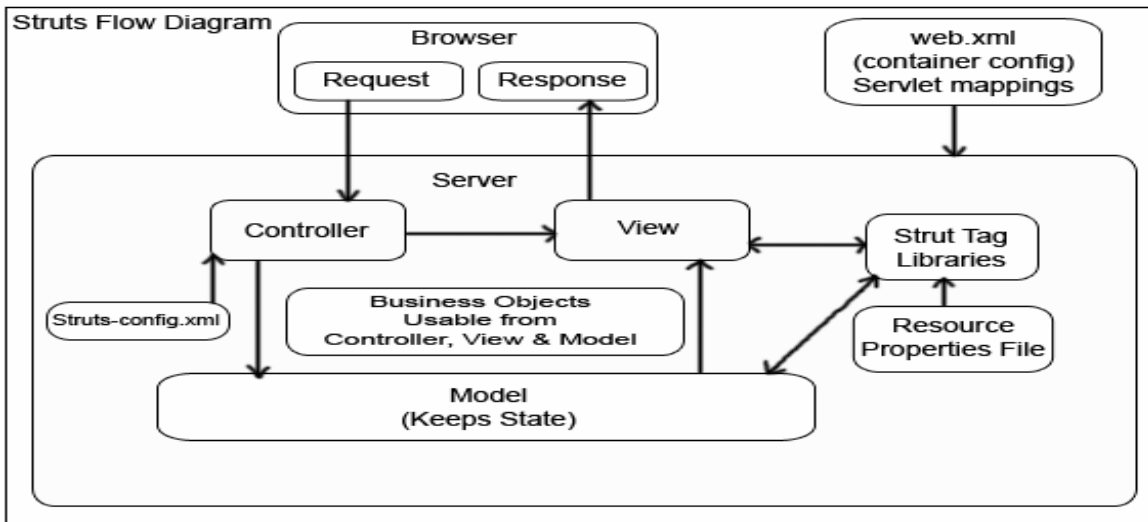 Struts Flow Diagram
Browser
Request
Response
web.xml
(container config)
Servlet mappings
Server
Controller
View
Strut Tag
Libraries
Struts-config.xml
Business Objects
Usable from
Controller, View & Model
Resource
Properties File
Model
(Keeps State)